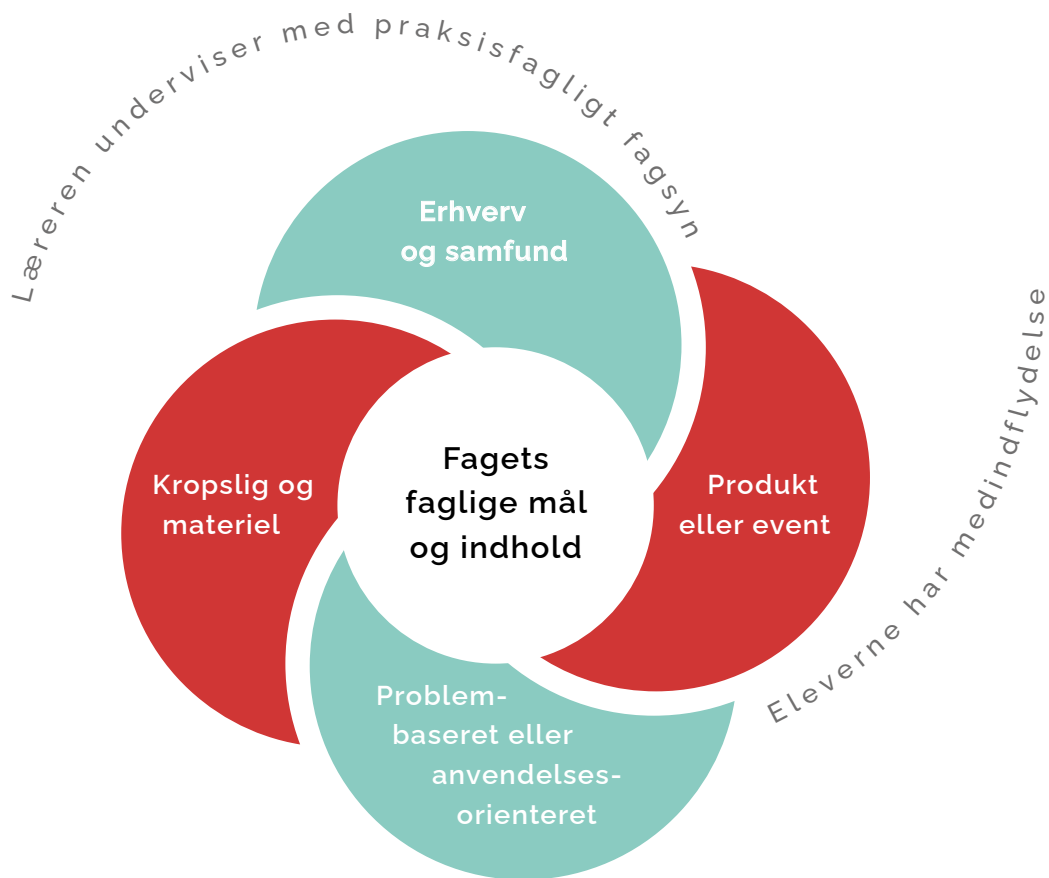 Læreren underviser med praksisfagligt fagsyn
Erhverv
og samfund
Kropslig og
materiel
Fagets
faglige mål
og indhold
Produkt
eller event
Problem-
baseret eller
anvendelses-
orienteret
Eleverne har medindflydelse